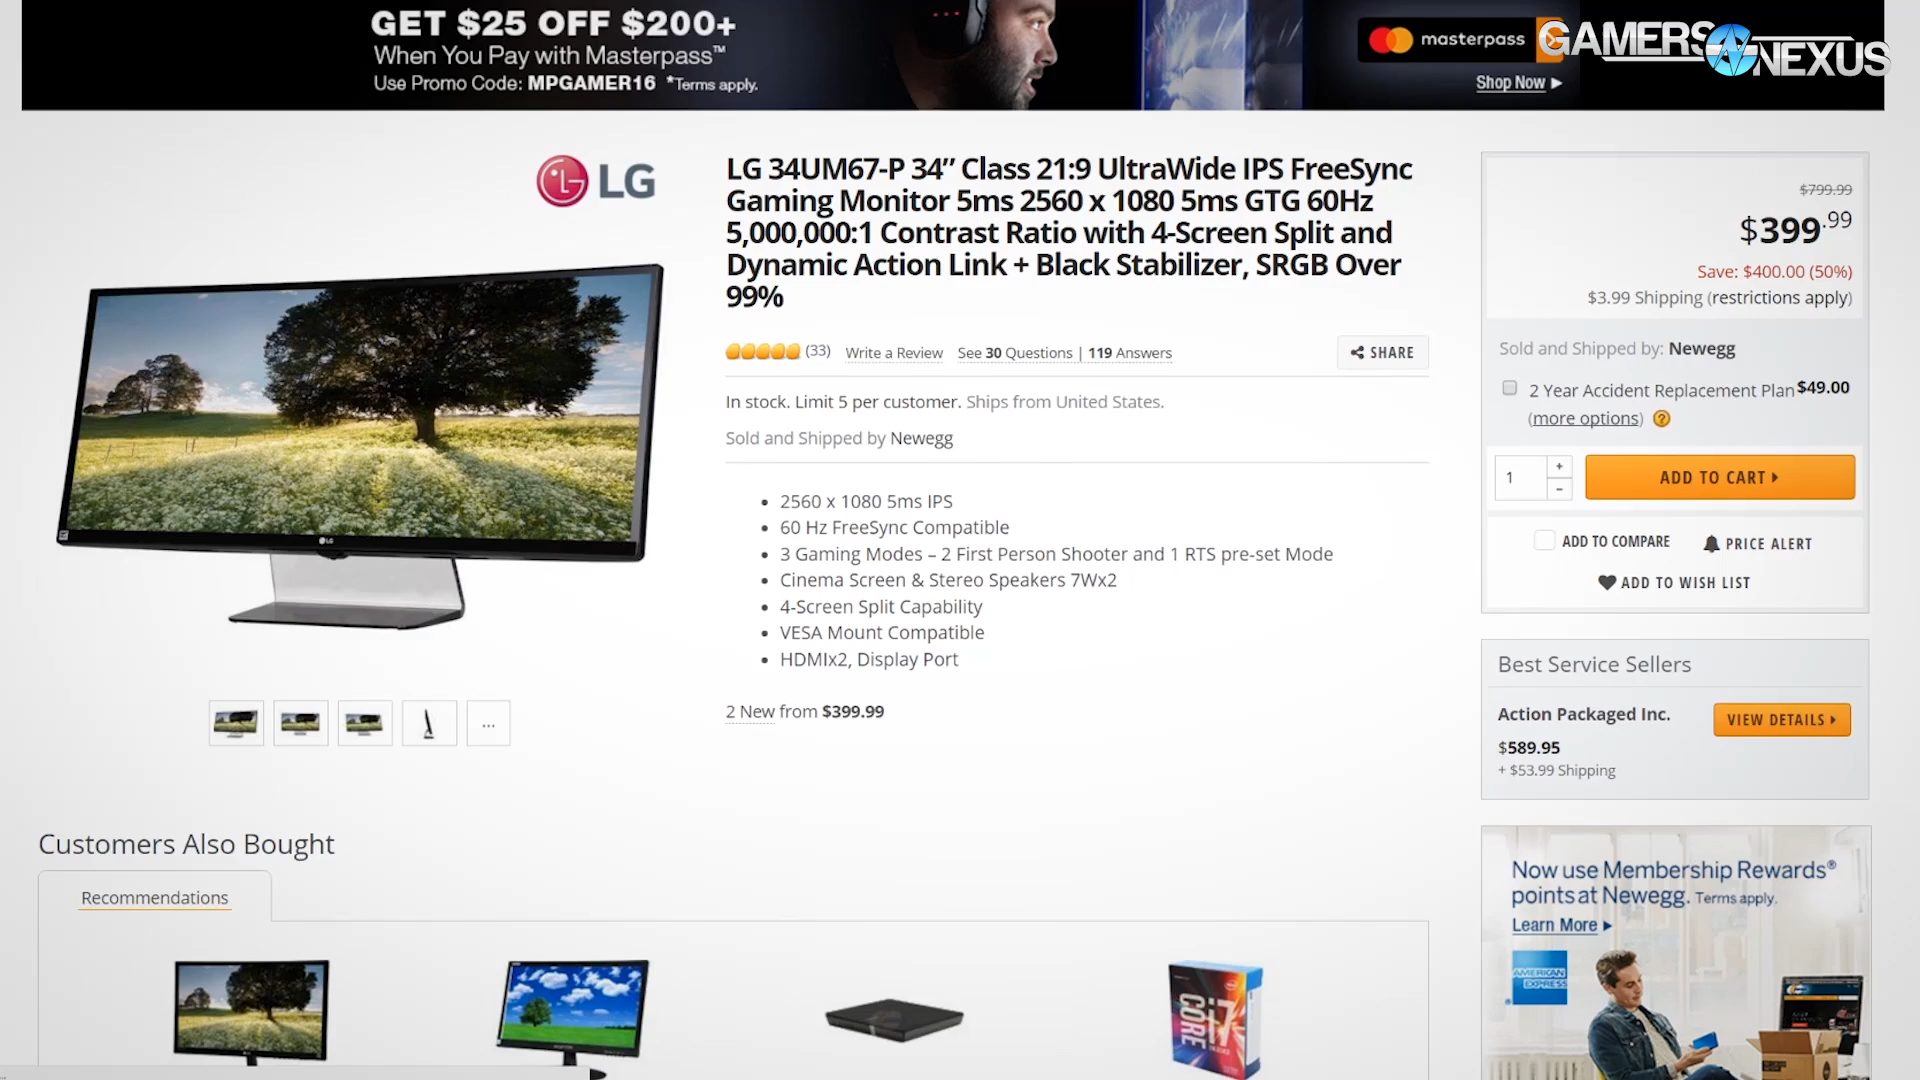 GET $25 OFF $200+
When You Pay with Masterpass™
Use Promo Code: MPGAMER16 *Terms apply.
masterpass
Shop Now
GAMERS NEXUS
LG
LG 34UM67-P 34” Class 21:9 UltraWide IPS FreeSync
Gaming Monitor 5ms 2560 x 1080 5ms GTG 60Hz
5,000,000:1 Contrast Ratio with 4-Screen Split and
Dynamic Action Link + Black Stabilizer, SRGB Over
99%
(33) Write a Review See 30 Questions | 119 Answers
SHARE
In stock. Limit 5 per customer. Ships from United States.
Sold and Shipped by Newegg
2560 x 1080 5ms IPS
60 Hz FreeSync Compatible
3 Gaming Modes – 2 First Person Shooter and 1 RTS pre-set Mode
Cinema Screen & Stereo Speakers 7Wx2
4-Screen Split Capability
VESA Mount Compatible
HDMIx2, Display Port
2 New from $399.99
$799.99
$399.99
Save: $400.00 (50%)
$3.99 Shipping (restrictions apply)
Sold and Shipped by: Newegg
2 Year Accident Replacement Plan $49.00
(more options) ?
1 + -
ADD TO CART
ADD TO COMPARE
PRICE ALERT
ADD TO WISH LIST
Best Service Sellers
Action Packaged Inc.
VIEW DETAILS
$589.95
+ $53.99 Shipping
Customers Also Bought
Recommendations
LG
...
CORE i7
Now use Membership Rewards®
points at Newegg. Terms apply.
Learn More
AMERICAN
EXPRESS